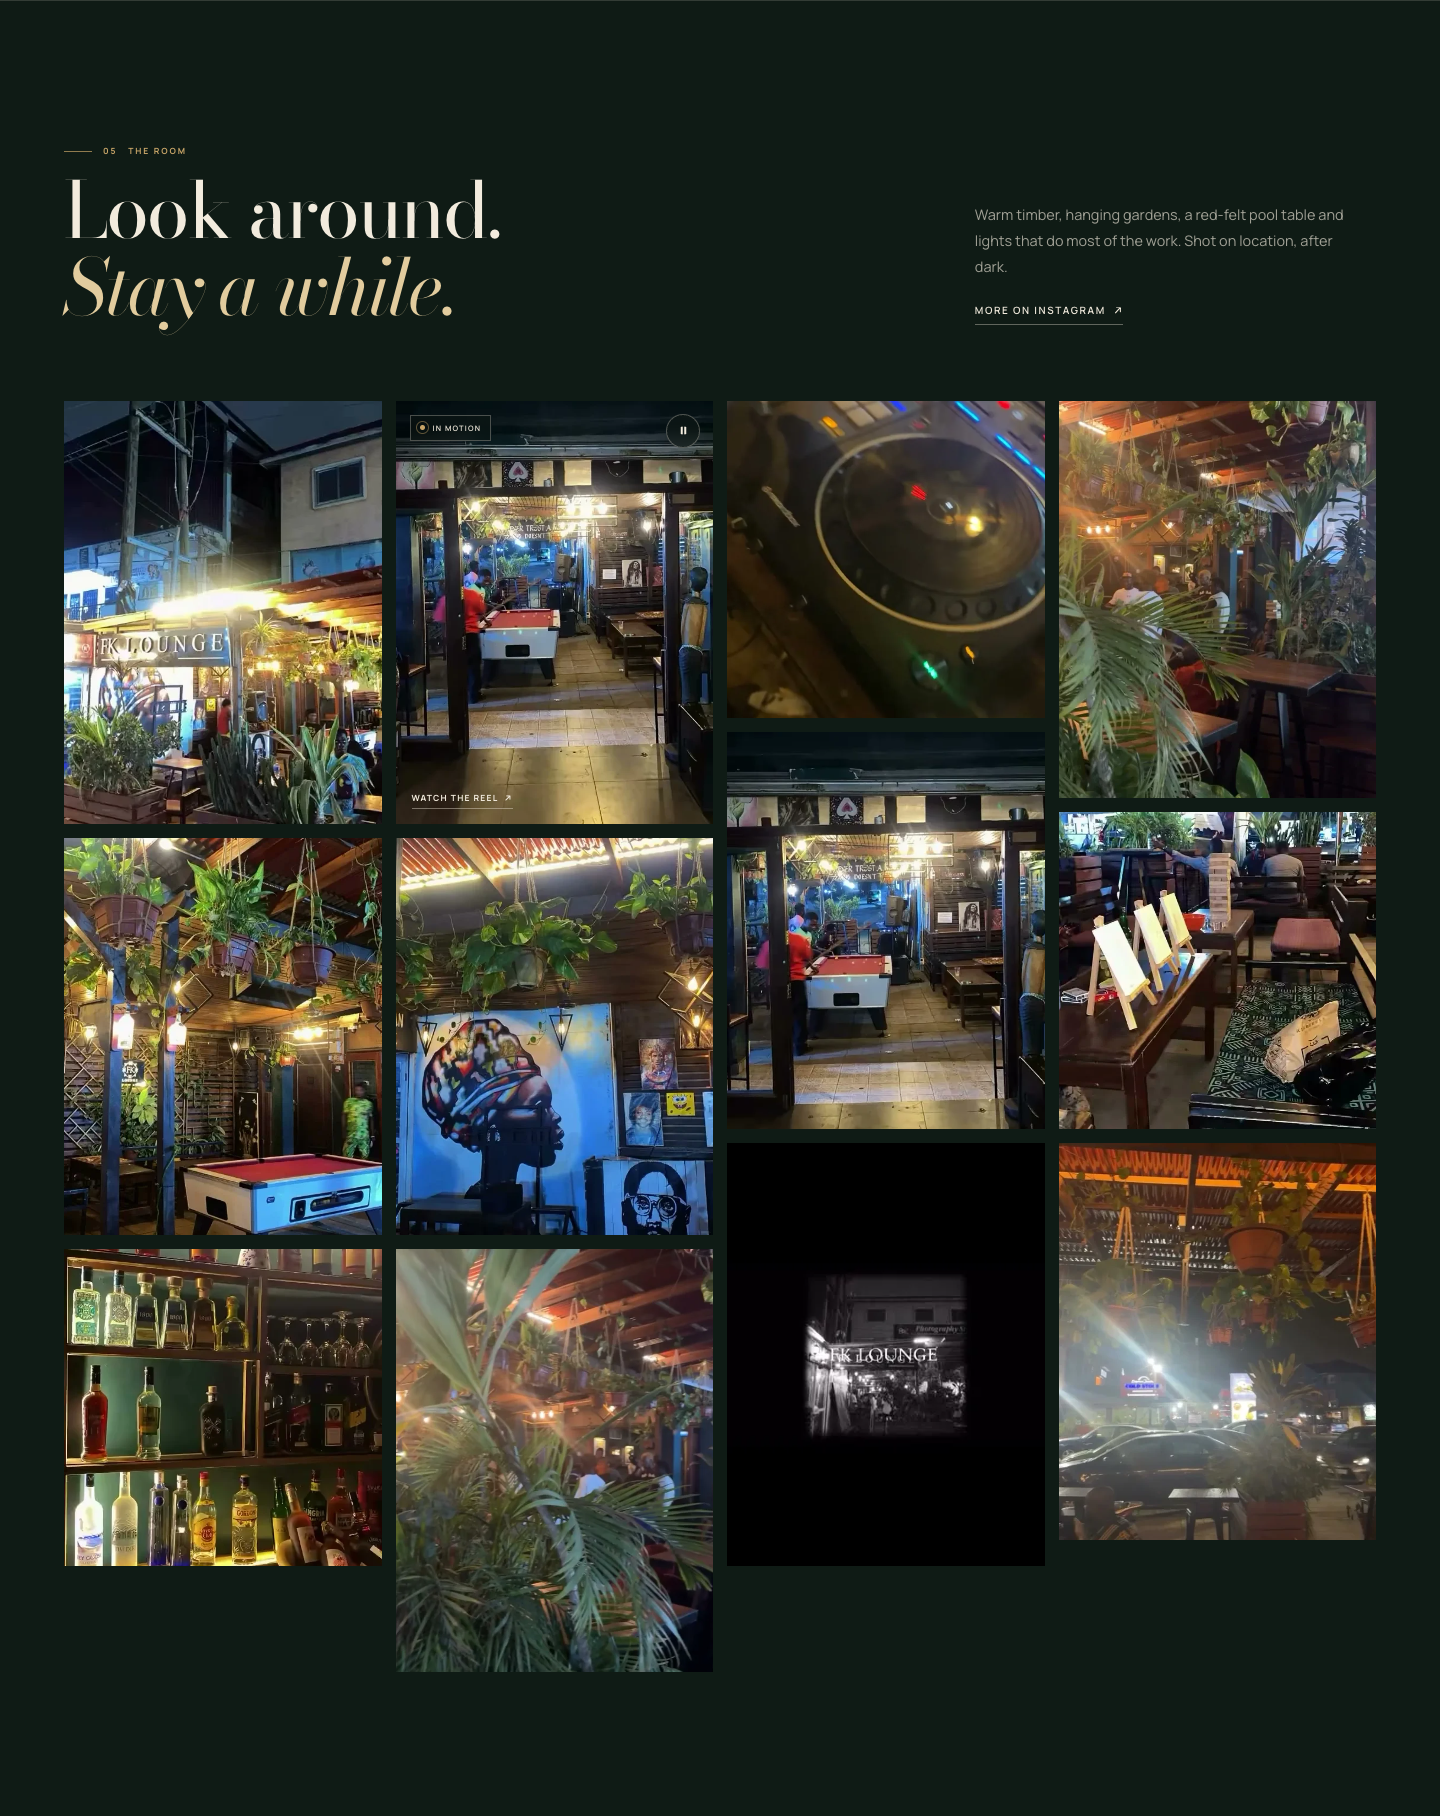 05 THE ROOM
Look around.
Stay a while.
Warm timber, hanging gardens, a red-felt pool table and
lights that do most of the work. Shot on location, after
dark.
MORE ON INSTAGRAM ↗
FK LOUNGE
IN MOTION
WATCH THE REEL ↗
FK
Photography
FK LOUNGE